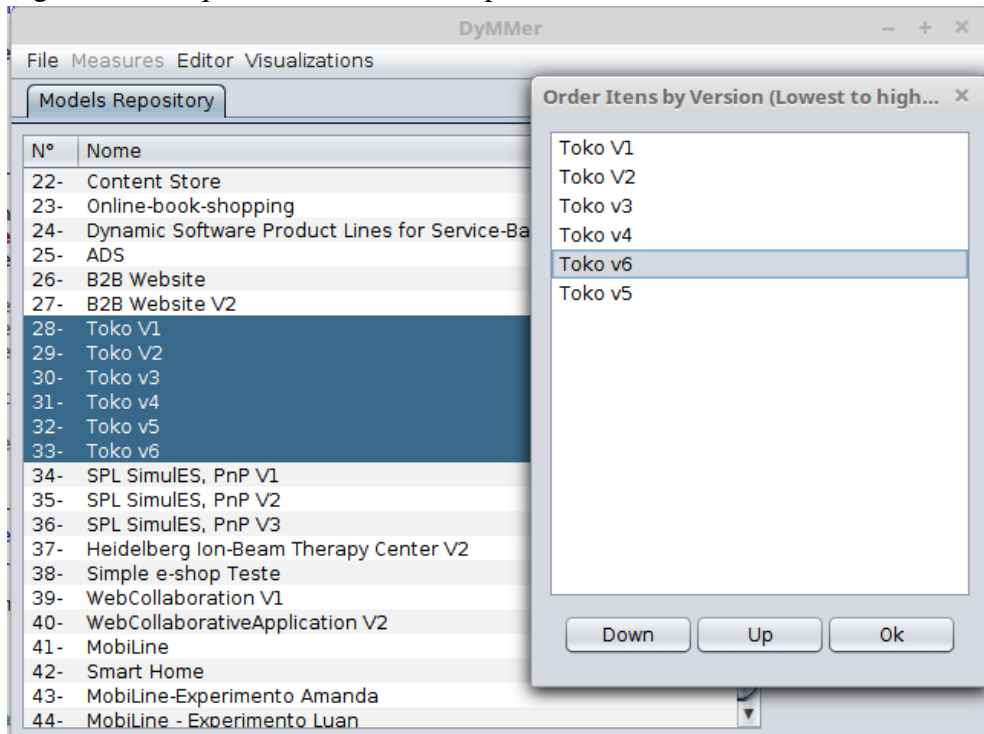 DyMMer
File Measures Editor Visualizations
Models Repository
Nº Nome
22- Content Store
23- Online-book-shopping
24- Dynamic Software Product Lines for Service-Ba
25- ADS
26- B2B Website
27- B2B Website V2
28- Toko V1
29- Toko V2
30- Toko v3
31- Toko v4
32- Toko v5
33- Toko v6
34- SPL SimulES, PnP V1
35- SPL SimulES, PnP V2
36- SPL SimulES, PnP V3
37- Heidelberg Ion-Beam Therapy Center V2
38- Simple e-shop Teste
39- WebCollaboration V1
40- WebCollaborativeApplication V2
41- MobiLine
42- Smart Home
43- MobiLine-Experimento Amanda
44- MobiLine - Experimento Luan
Order Itens by Version (Lowest to high...
Toko V1
Toko V2
Toko v3
Toko v4
Toko v6
Toko v5
Down Up Ok